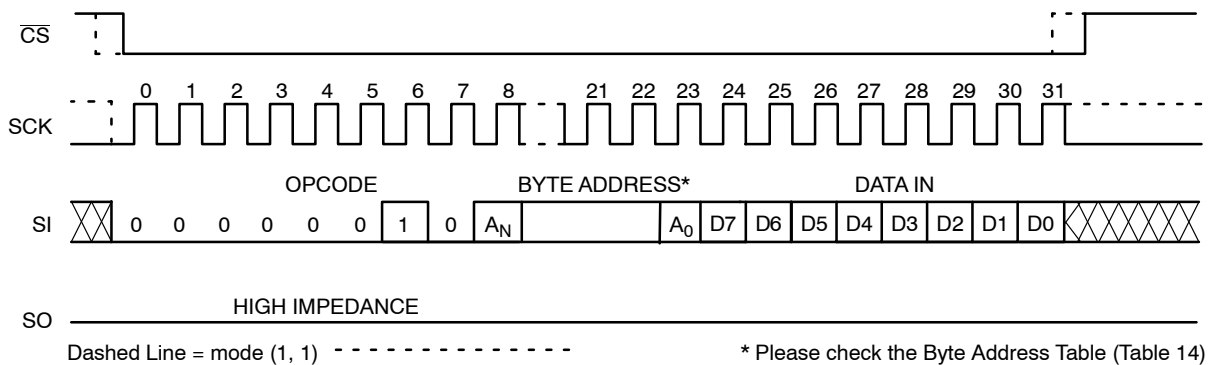 CS
0 1 2 3 4 5 6 7 8 21 22 23 24 25 26 27 28 29 30 31
SCK
OPCODE BYTE ADDRESS* DATA IN
SI 0 0 0 0 0 0 1 0 AN A0 D7 D6 D5 D4 D3 D2 D1 D0
HIGH IMPEDANCE
SO
Dashed Line = mode (1, 1) * Please check the Byte Address Table (Table 14)